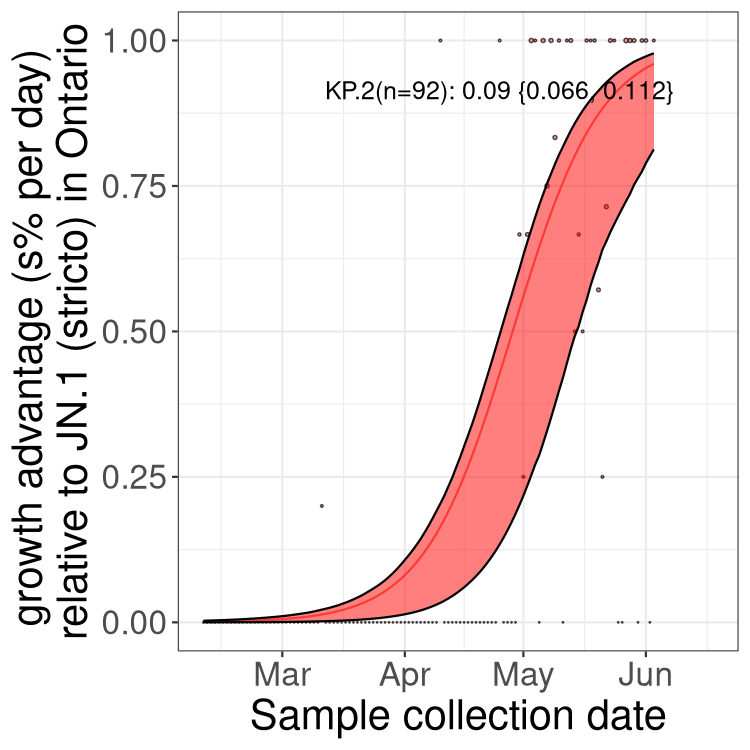 growth advantage (s% per day)
relative to JN.1 (stricto) in Ontario
1.00
0.75
0.50
0.25
0.00
KP.2(n=92): 0.09 {0.066, 0.112}
Mar Apr May Jun
Sample collection date